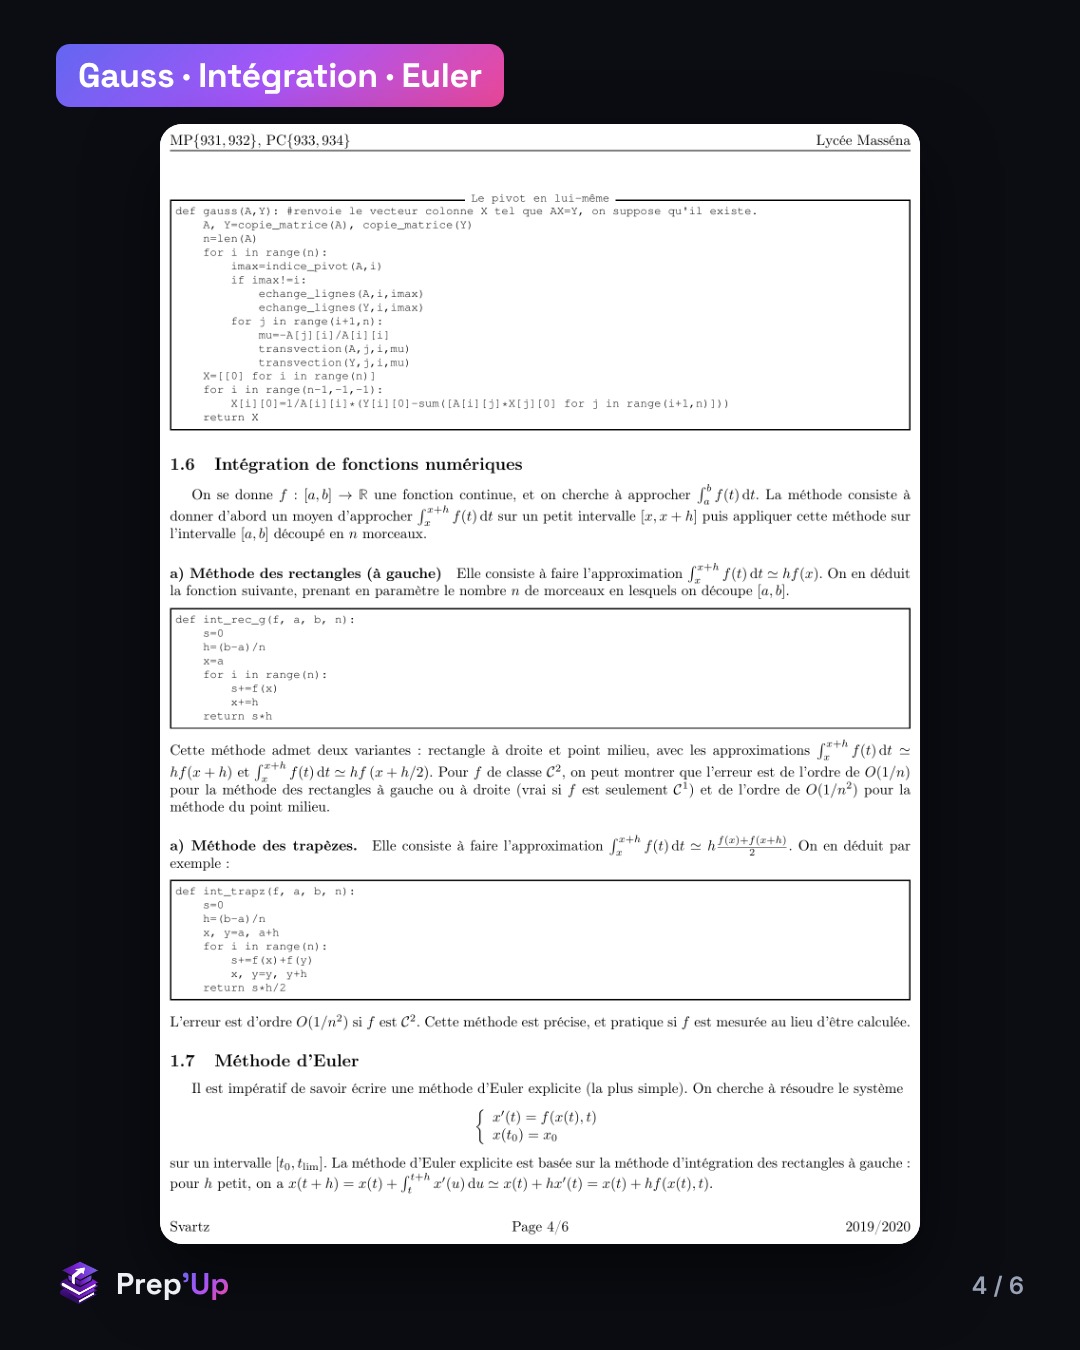 Gauss · Intégration · Euler
MP{931, 932}, PC{933, 934} Lycée Masséna
Le pivot en lui-même
def gauss(A,Y): #renvoie le vecteur colonne X tel que AX=Y, on suppose qu'il existe.
    A, Y=copie_matrice(A), copie_matrice(Y)
    n=len(A)
    for i in range(n):
        imax=indice_pivot(A,i)
        if imax!=i:
            echange_lignes(A,i,imax)
            echange_lignes(Y,i,imax)
        for j in range(i+1,n):
            mu=-A[j][i]/A[i][i]
            transvection(A,j,i,mu)
            transvection(Y,j,i,mu)
    X=[[0] for i in range(n)]
    for i in range(n-1,-1,-1):
        X[i][0]=1/A[i][i]*(Y[i][0]-sum([A[i][j]*X[j][0] for j in range(i+1,n)]))
    return X
1.6 Intégration de fonctions numériques
On se donne f : [a, b] → ℝ une fonction continue, et on cherche à approcher ∫_a^b f(t) dt. La méthode consiste à
donner d'abord un moyen d'approcher ∫_x^{x+h} f(t) dt sur un petit intervalle [x, x + h] puis appliquer cette méthode sur
l'intervalle [a, b] découpé en n morceaux.
a) Méthode des rectangles (à gauche) Elle consiste à faire l'approximation ∫_x^{x+h} f(t) dt ≃ hf(x). On en déduit
la fonction suivante, prenant en paramètre le nombre n de morceaux en lesquels on découpe [a, b].
def int_rec_g(f, a, b, n):
    s=0
    h=(b-a)/n
    x=a
    for i in range(n):
        s+=f(x)
        x+=h
    return s*h
Cette méthode admet deux variantes : rectangle à droite et point milieu, avec les approximations ∫_x^{x+h} f(t) dt ≃
hf(x + h) et ∫_x^{x+h} f(t) dt ≃ hf (x + h/2). Pour f de classe C², on peut montrer que l'erreur est de l'ordre de O(1/n)
pour la méthode des rectangles à gauche ou à droite (vrai si f est seulement C¹) et de l'ordre de O(1/n²) pour la
méthode du point milieu.
a) Méthode des trapèzes. Elle consiste à faire l'approximation ∫_x^{x+h} f(t) dt ≃ h (f(x)+f(x+h))/2. On en déduit par
exemple :
def int_trapz(f, a, b, n):
    s=0
    h=(b-a)/n
    x, y=a, a+h
    for i in range(n):
        s+=f(x)+f(y)
        x, y=y, y+h
    return s*h/2
L'erreur est d'ordre O(1/n²) si f est C². Cette méthode est précise, et pratique si f est mesurée au lieu d'être calculée.
1.7 Méthode d'Euler
Il est impératif de savoir écrire une méthode d'Euler explicite (la plus simple). On cherche à résoudre le système
{ x′(t) = f(x(t), t)
x(t₀) = x₀
sur un intervalle [t₀, t_lim]. La méthode d'Euler explicite est basée sur la méthode d'intégration des rectangles à gauche :
pour h petit, on a x(t + h) = x(t) + ∫_t^{t+h} x′(u) du ≃ x(t) + hx′(t) = x(t) + hf(x(t), t).
Svartz Page 4/6 2019/2020
Prep'Up 4 / 6